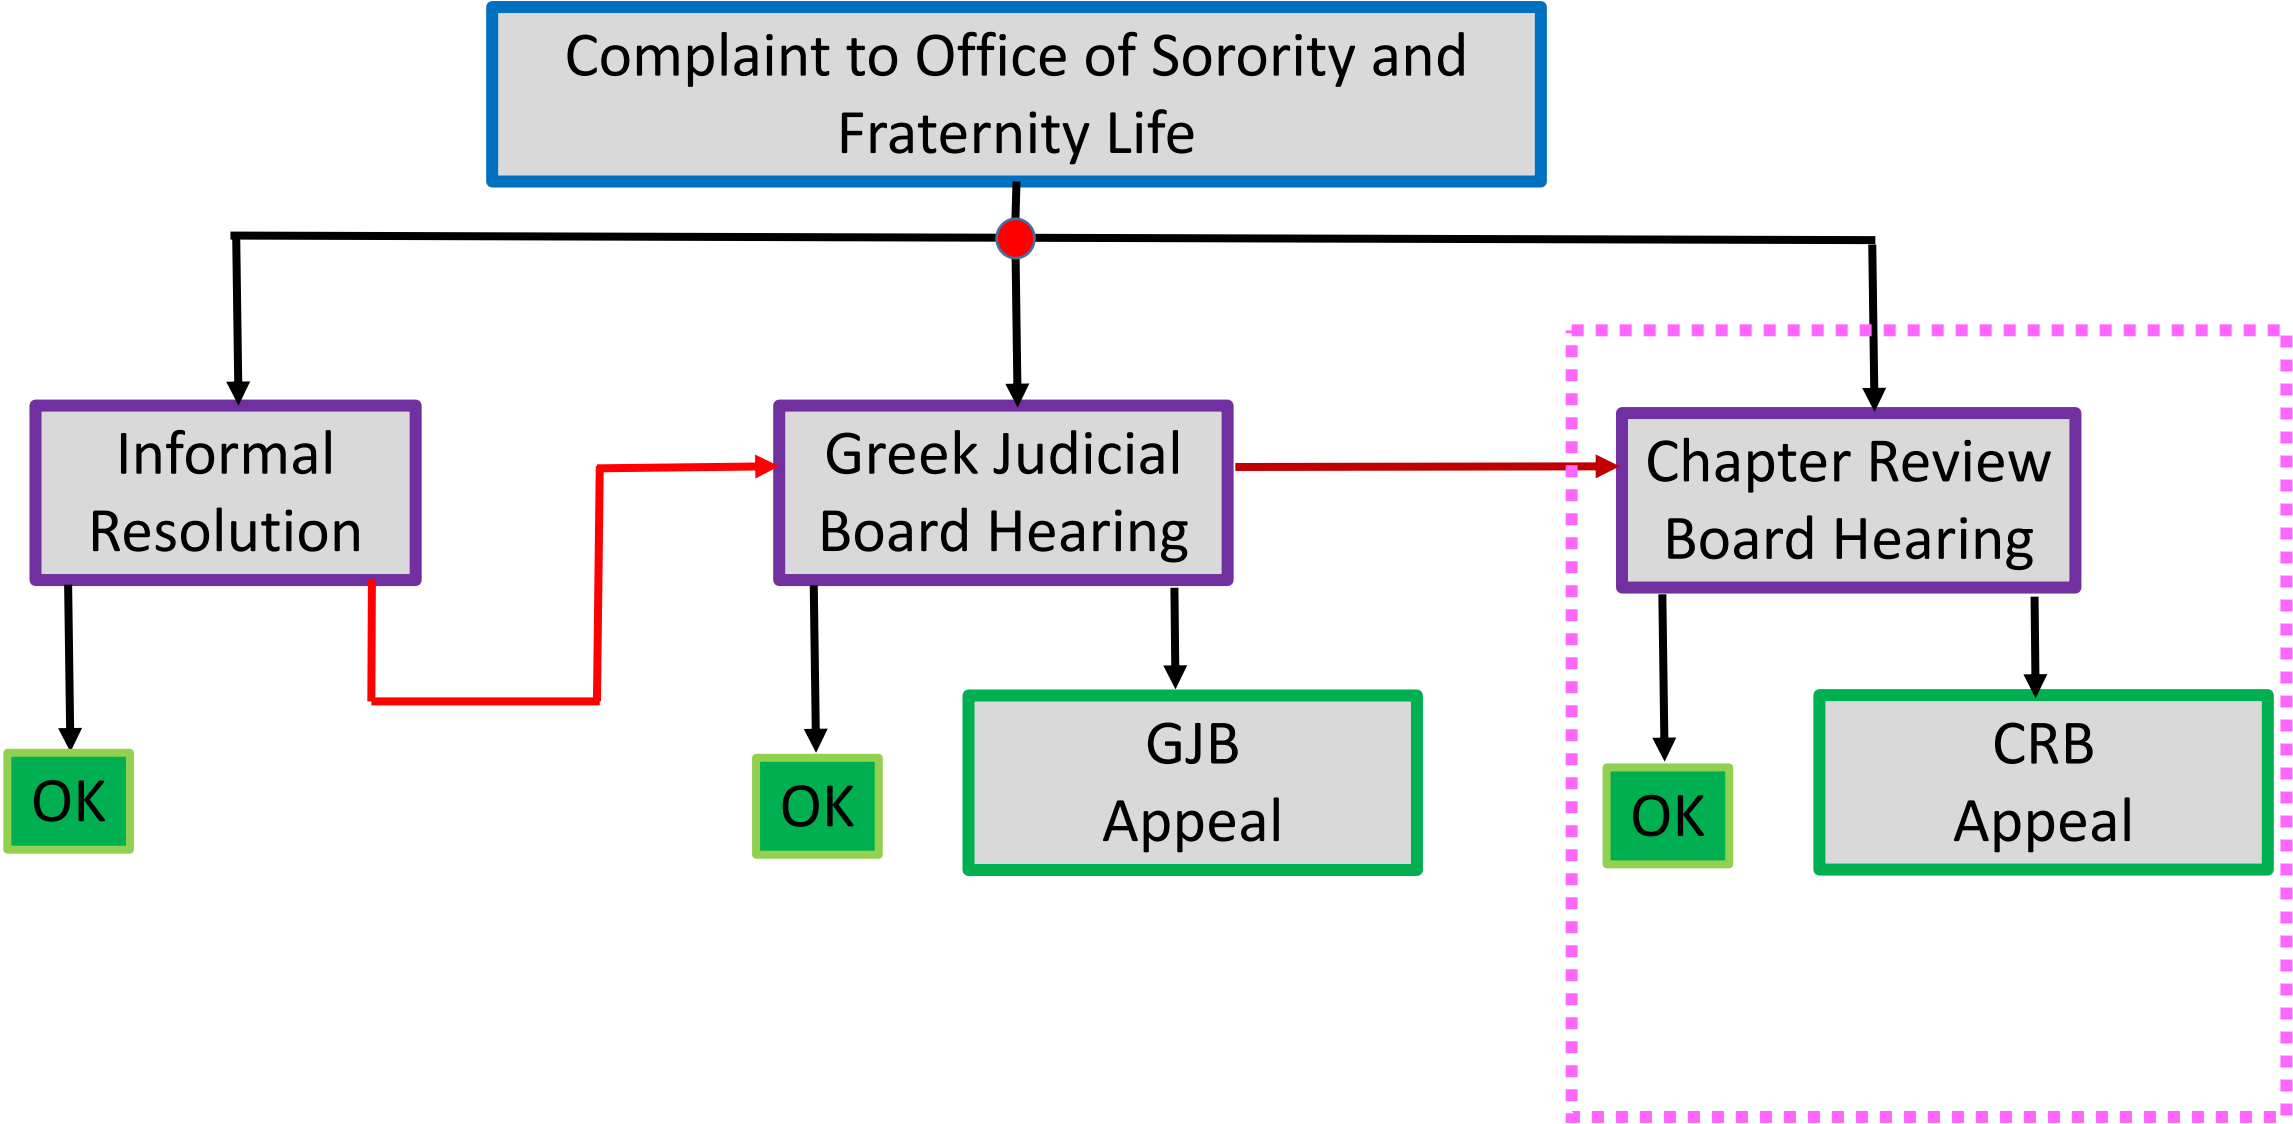 Complaint to Office of Sorority and
Fraternity Life
Informal
Resolution
Greek Judicial
Board Hearing
Chapter Review
Board Hearing
OK
OK
GJB
Appeal
OK
CRB
Appeal